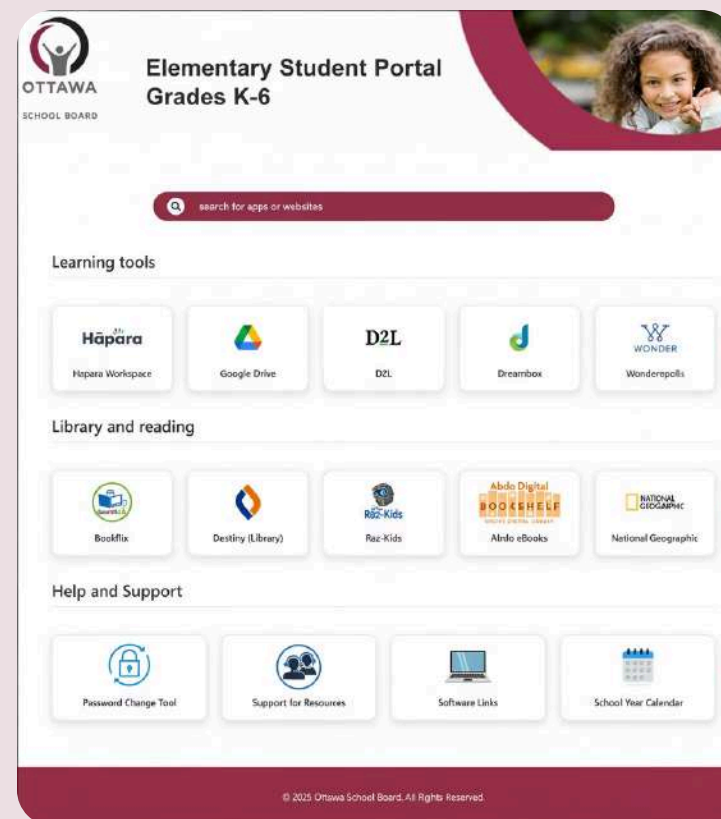 OTTAWA
SCHOOL BOARD
Elementary Student Portal
Grades K-6
search for apps or websites
Learning tools
Hāpara
Hapara Workspace
Google Drive
D2L
D2L
Dreambox
WONDER
Wonderopolis
Library and reading
Bookflix
Destiny (Library)
Raz-Kids
Raz-Kids
Abdo Digital
BOOKSHELF
Abdo eBooks
NATIONAL
GEOGRAPHIC
National Geographic
Help and Support
Password Change Tool
Support for Resources
Software Links
School Year Calendar
© 2025 Ottawa School Board. All Rights Reserved.